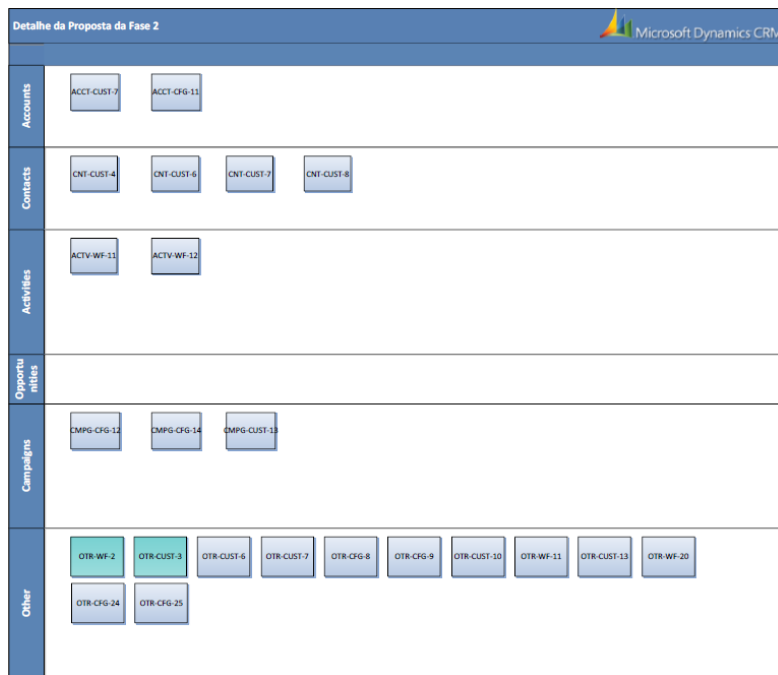 Detalhe da Proposta da Fase 2
Microsoft Dynamics CRM
Accounts
ACCT-CUST-7
ACCT-CFG-11
Contacts
CNT-CUST-4
CNT-CUST-6
CNT-CUST-7
CNT-CUST-8
Activities
ACTV-WF-11
ACTV-WF-12
Opportu
nities
Campaigns
CMPG-CFG-12
CMPG-CFG-14
CMPG-CUST-13
Other
OTR-WF-2
OTR-CUST-3
OTR-CUST-6
OTR-CUST-7
OTR-CFG-8
OTR-CFG-9
OTR-CUST-10
OTR-WF-11
OTR-CUST-13
OTR-WF-20
OTR-CFG-24
OTR-CFG-25